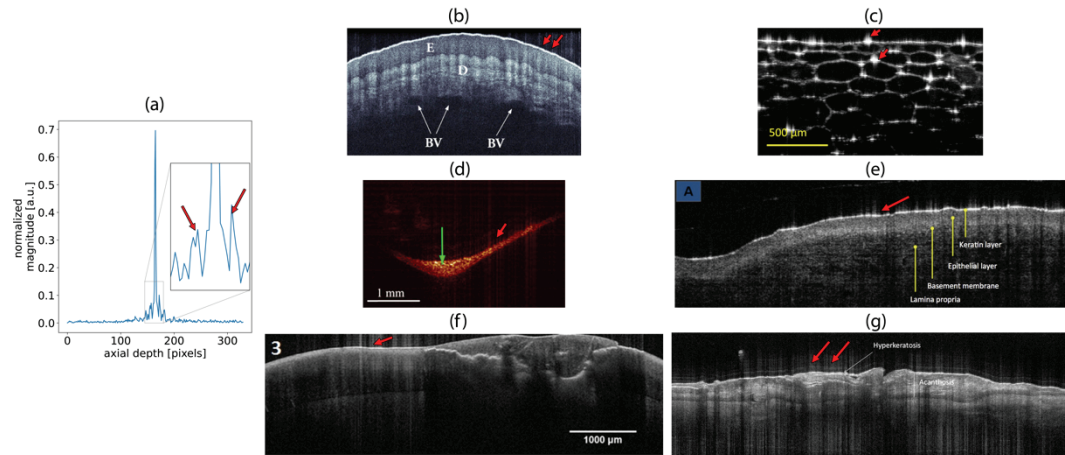 (a)
0.7
0.6
0.5
0.4
0.3
0.2
0.1
0.0
0
100
200
300
normalized
magnitude [a.u.]
axial depth [pixels]
(b)
E
D
BV
BV
(c)
500 μm
(d)
1 mm
(e)
A
Keratin layer
Epithelial layer
Basement membrane
Lamina propria
(f)
3
1000 μm
(g)
Hyperkeratosis
Acanthosis